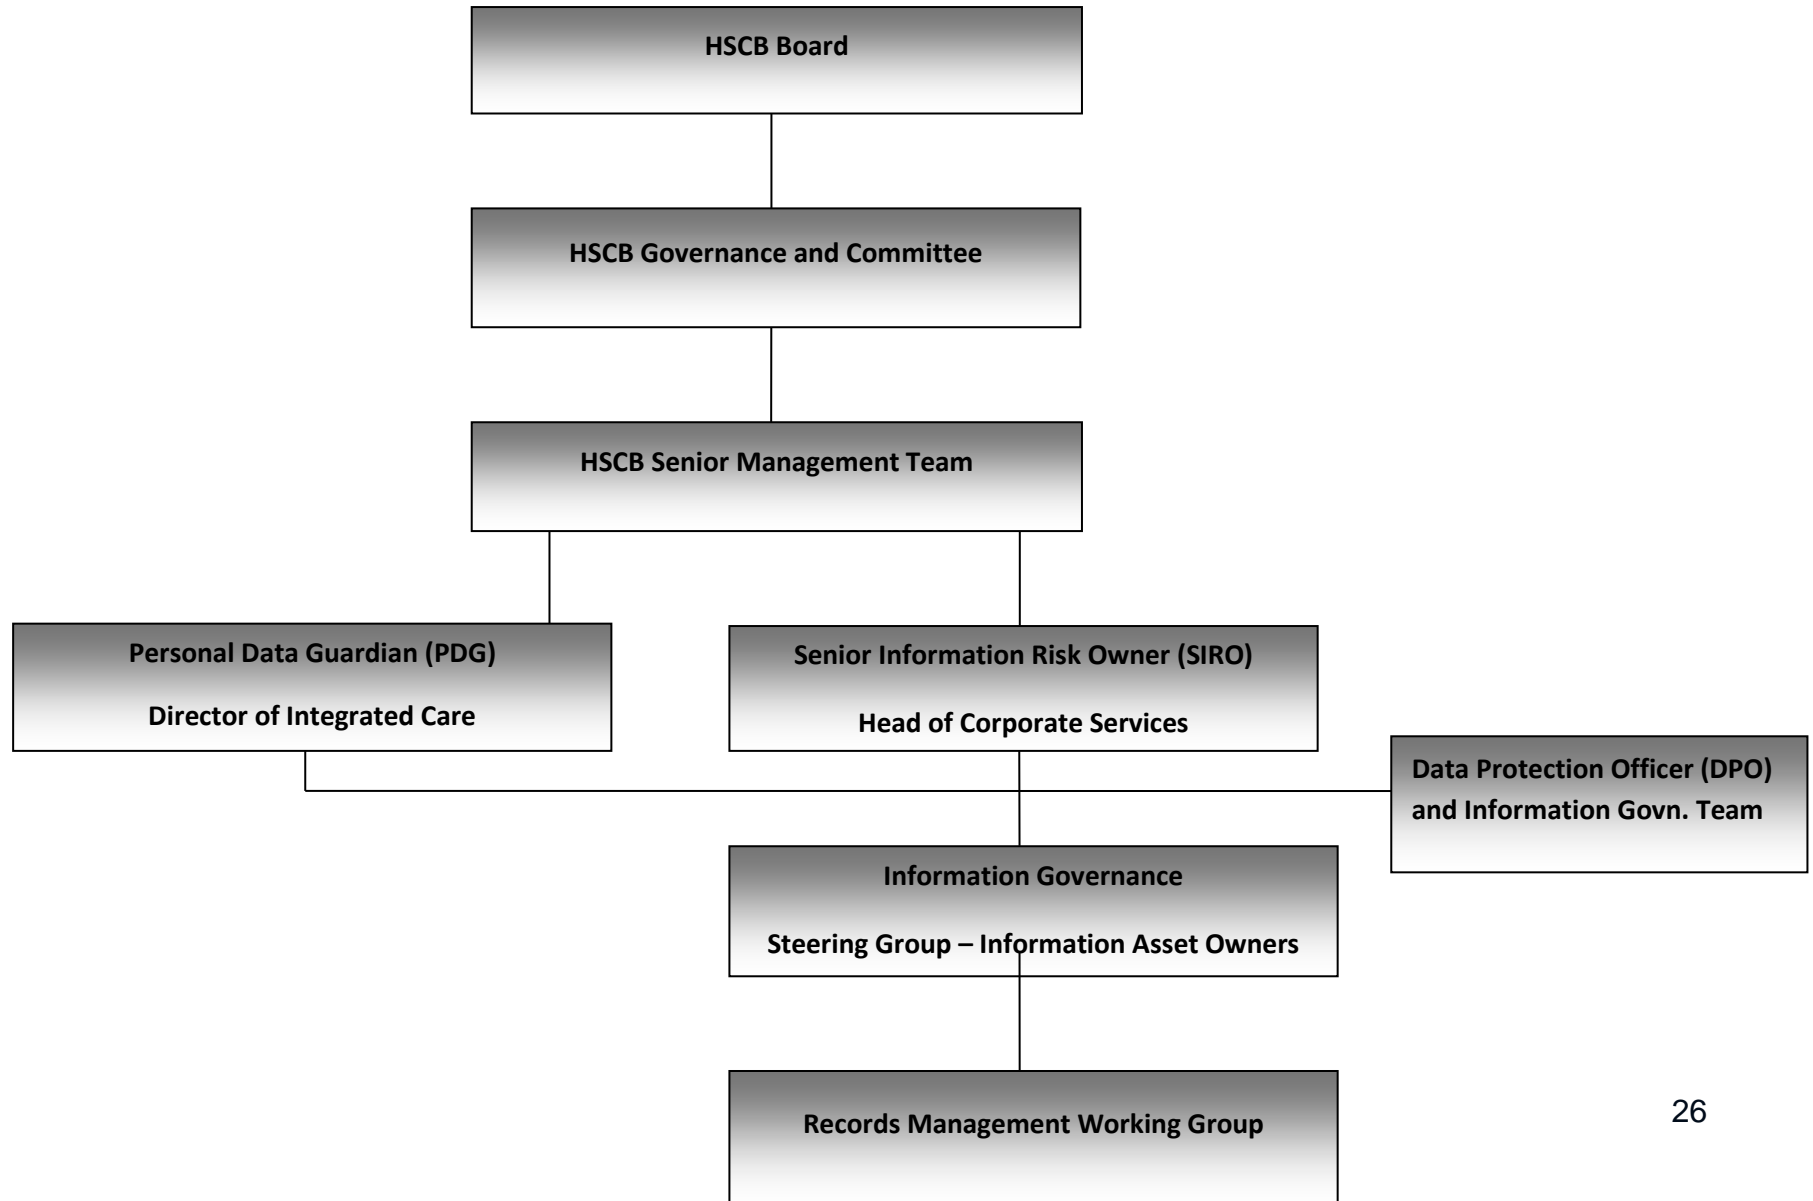 HSCB Board
HSCB Governance and Committee
HSCB Senior Management Team
Personal Data Guardian (PDG)
Director of Integrated Care
Senior Information Risk Owner (SIRO)
Head of Corporate Services
Data Protection Officer (DPO)
and Information Govn. Team
Information Governance
Steering Group – Information Asset Owners
Records Management Working Group
26